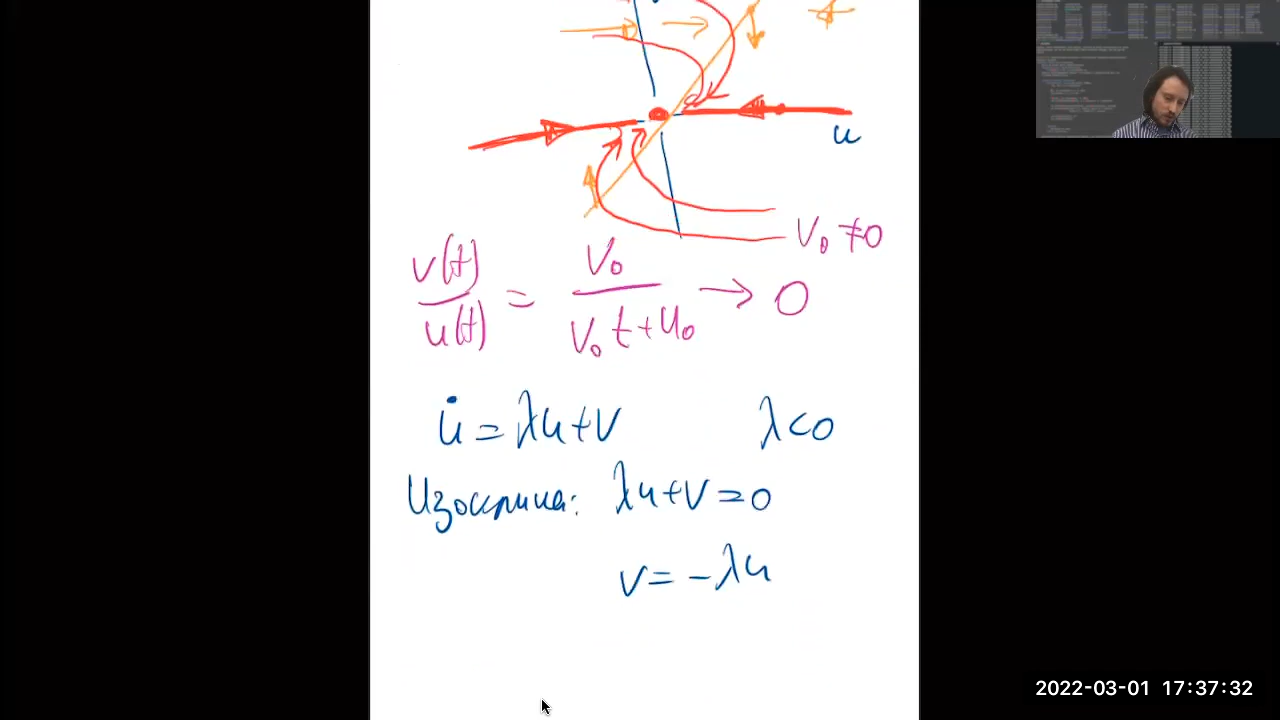 u
V₀ ≠ 0
v(t)/u(t) = V₀/(V₀t + u₀) → 0
u̇ = λu + v λ < 0
Изоклина: λu + v = 0
v = -λu
2022-03-01 17:37:32